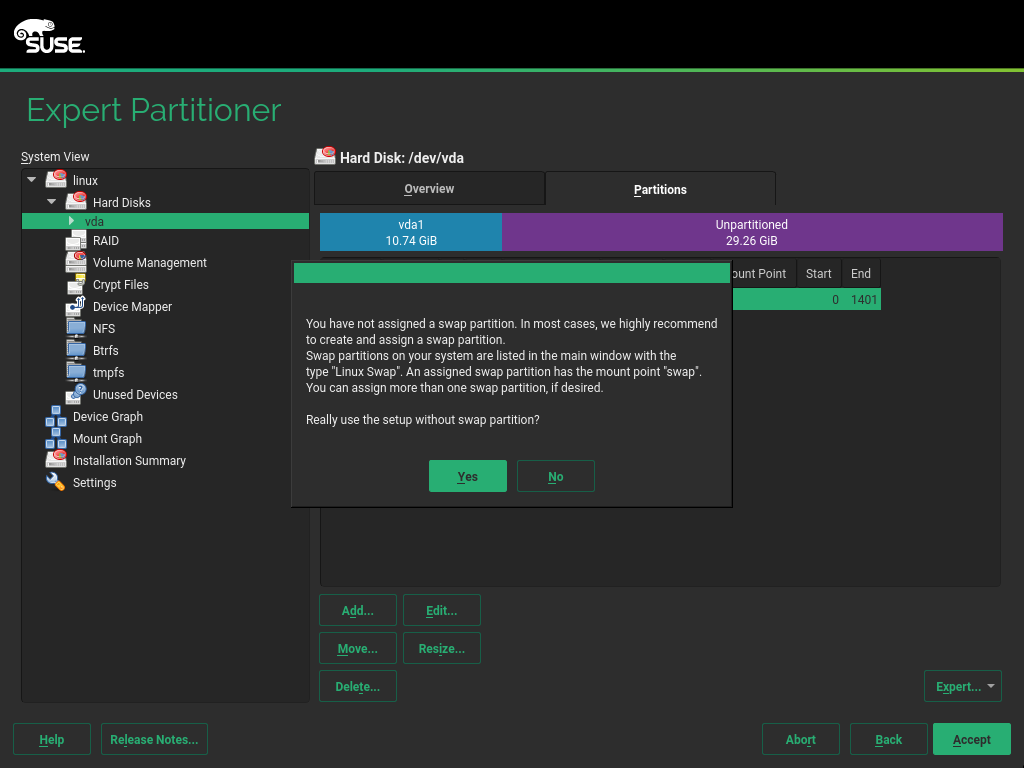 SUSE
Expert Partitioner
System View
linux
Hard Disks
vda
RAID
Volume Management
Crypt Files
Device Mapper
NFS
Btrfs
tmpfs
Unused Devices
Device Graph
Mount Graph
Installation Summary
Settings
Hard Disk: /dev/vda
Overview
Partitions
vda1
10.74 GiB
Unpartitioned
29.26 GiB
ount Point Start End
0 1401
You have not assigned a swap partition. In most cases, we highly recommend
to create and assign a swap partition.
Swap partitions on your system are listed in the main window with the
type "Linux Swap". An assigned swap partition has the mount point "swap".
You can assign more than one swap partition, if desired.
Really use the setup without swap partition?
Yes No
Add... Edit...
Move... Resize...
Delete... Expert...
Help Release Notes... Abort Back Accept